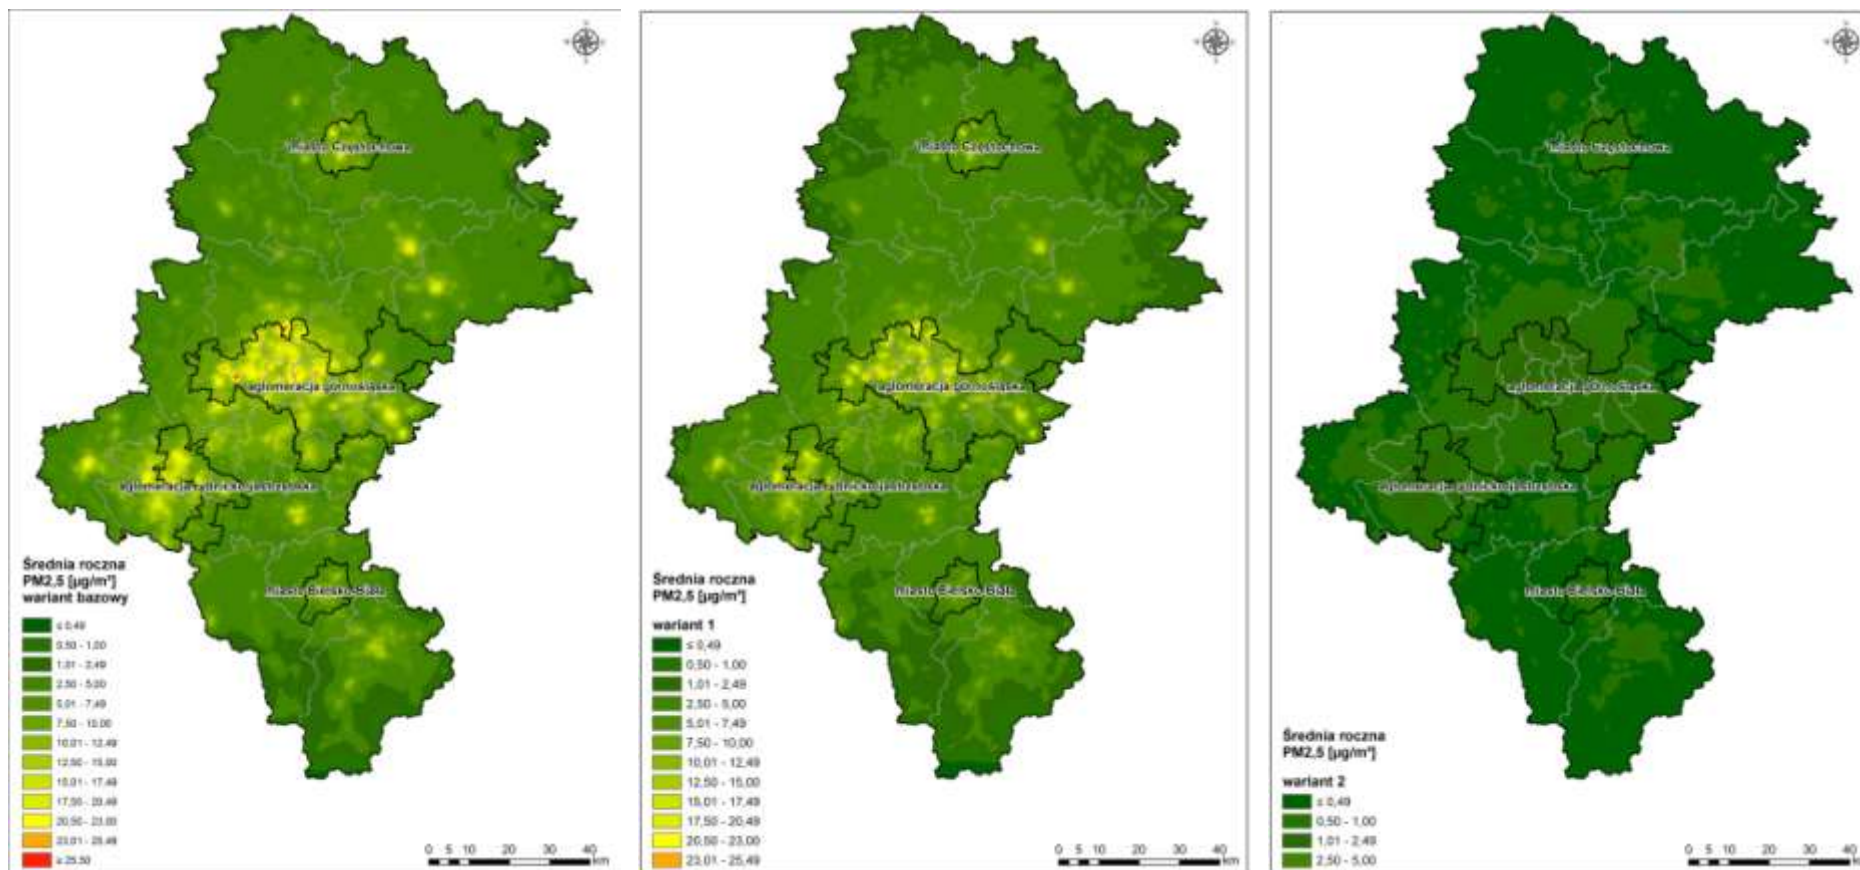 miasto Częstochowa
aglomeracja górnośląska
aglomeracja rybnicko-jastrzębska
miasto Bielsko-Biała
Średnia roczna
PM2,5 [µg/m³]
wariant bazowy
≤ 0,49
0,50 - 1,00
1,01 - 2,49
2,50 - 5,00
5,01 - 7,49
7,50 - 10,00
10,01 - 12,49
12,50 - 15,00
15,01 - 17,49
17,50 - 20,49
20,50 - 23,00
23,01 - 25,49
≥ 25,50
0 5 10 20 30 40
km
miasto Częstochowa
aglomeracja górnośląska
aglomeracja rybnicko-jastrzębska
miasto Bielsko-Biała
Średnia roczna
PM2,5 [µg/m³]
wariant 1
≤ 0,49
0,50 - 1,00
1,01 - 2,49
2,50 - 5,00
5,01 - 7,49
7,50 - 10,00
10,01 - 12,49
12,50 - 15,00
15,01 - 17,49
17,50 - 20,49
20,50 - 23,00
23,01 - 25,49
0 5 10 20 30 40
km
miasto Częstochowa
aglomeracja górnośląska
aglomeracja rybnicko-jastrzębska
miasto Bielsko-Biała
Średnia roczna
PM2,5 [µg/m³]
wariant 2
≤ 0,49
0,50 - 1,00
1,01 - 2,49
2,50 - 5,00
0 5 10 20 30 40